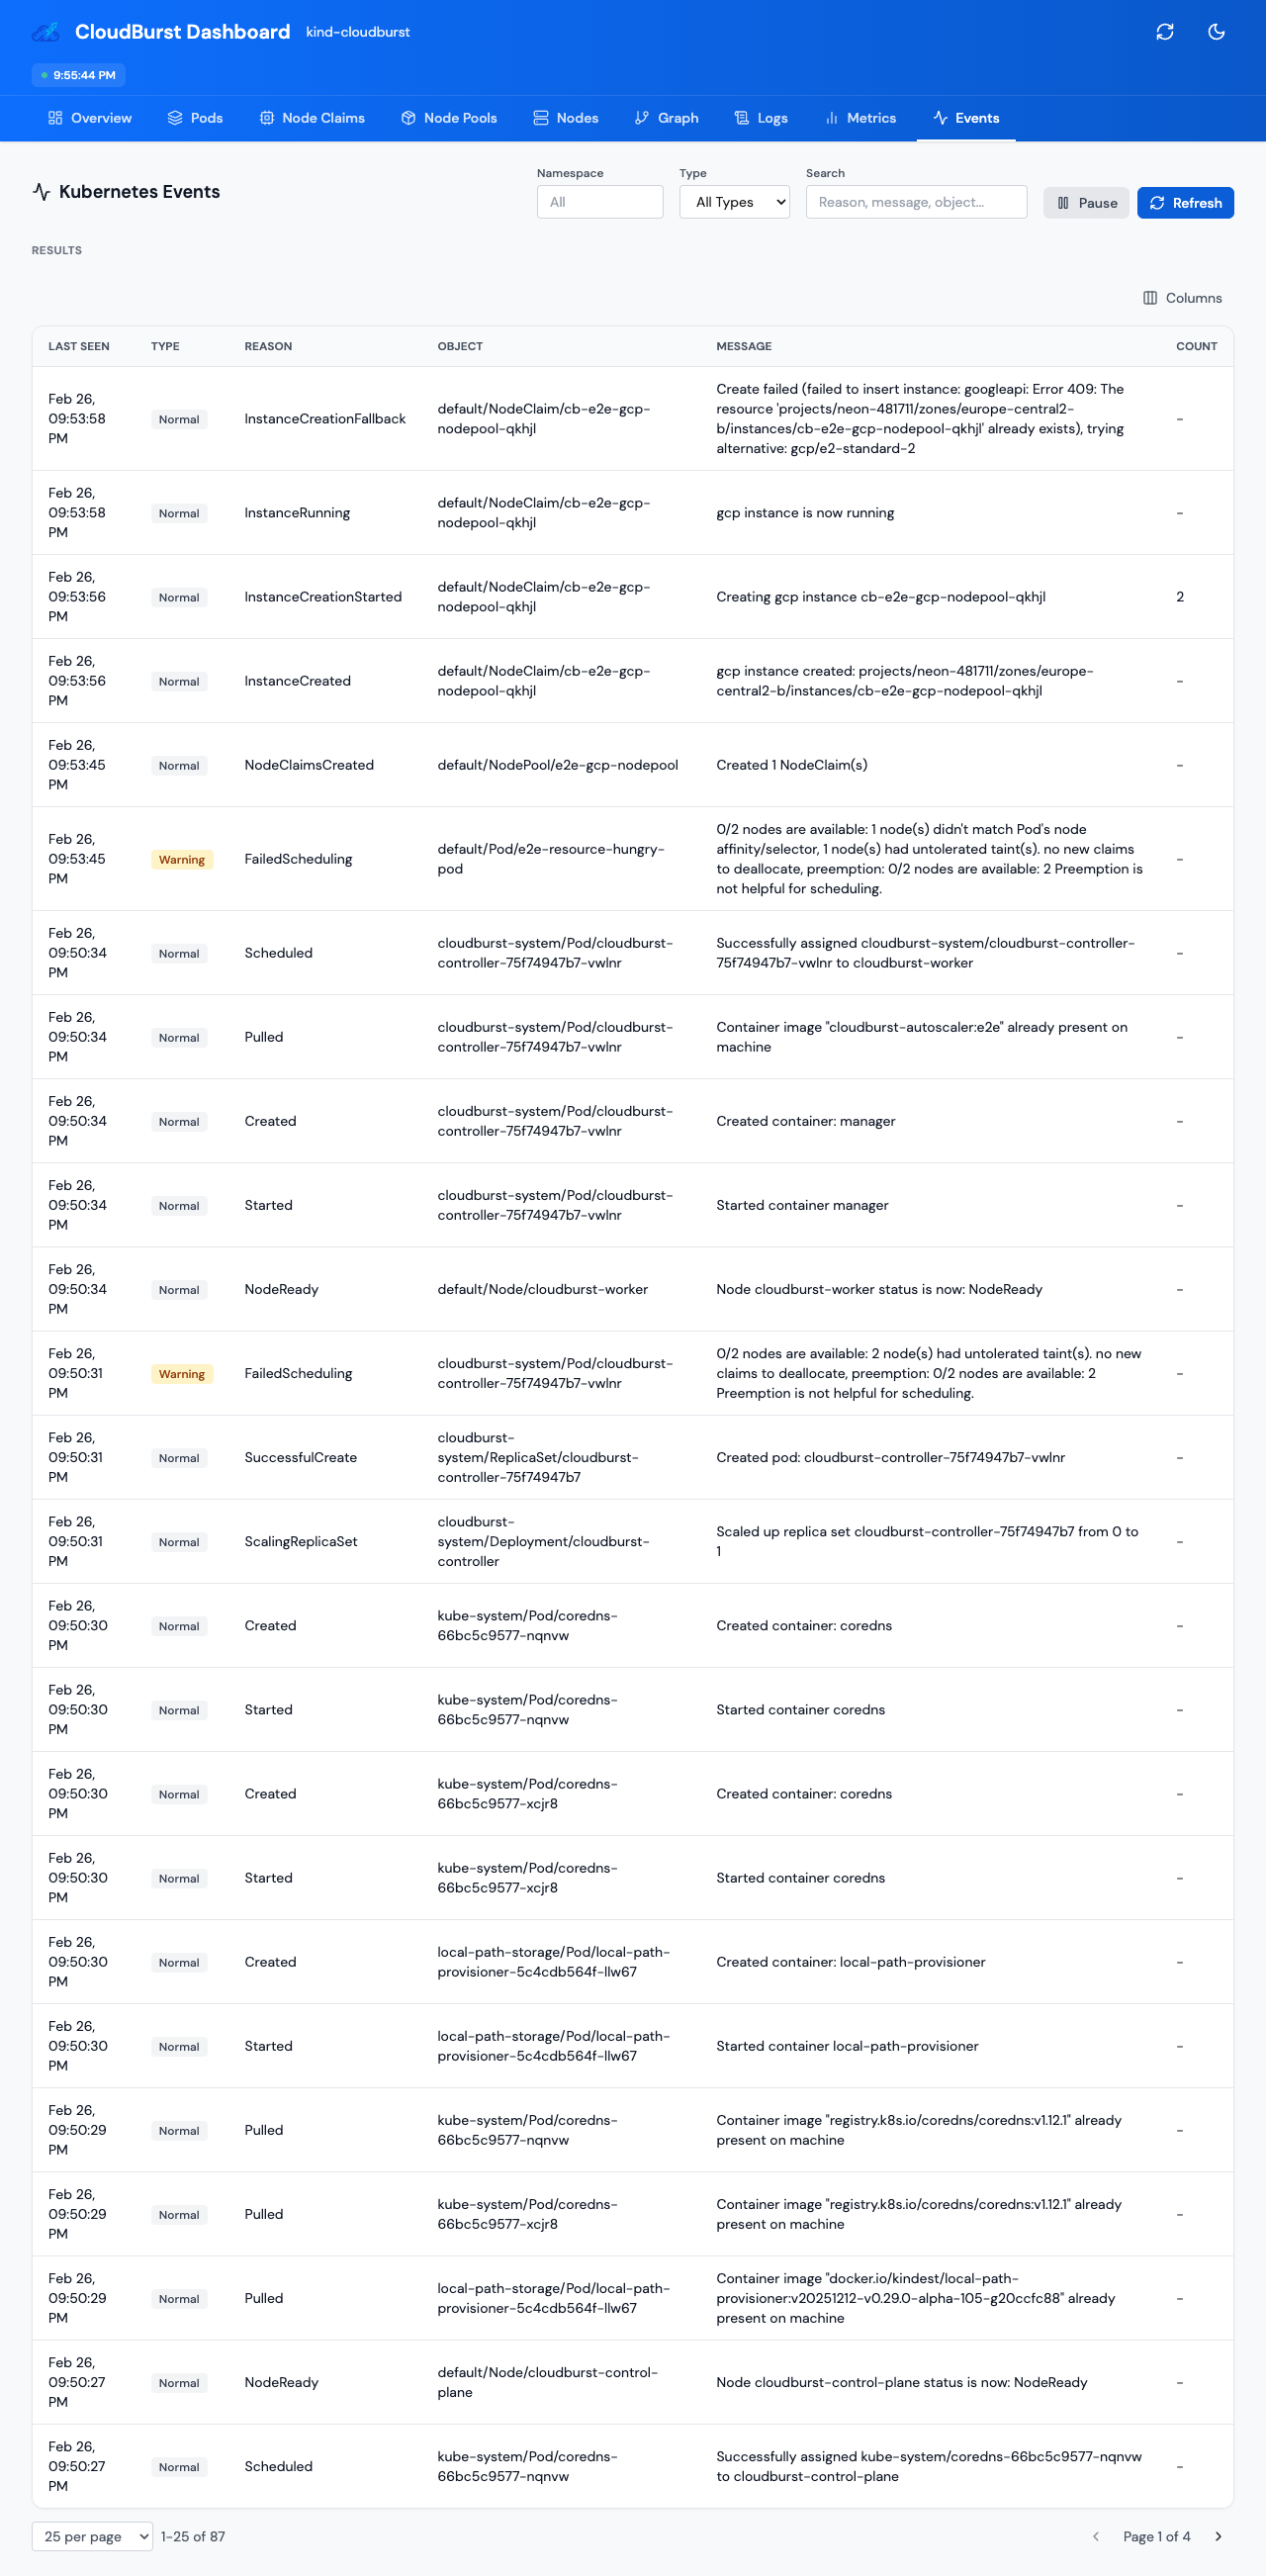 CloudBurst Dashboard kind-cloudburst
9:55:44 PM
Overview Pods Node Claims Node Pools Nodes Graph Logs Metrics Events
Kubernetes Events
Namespace Type Search
All All Types Reason, message, object... Pause Refresh
RESULTS
Columns
LAST SEEN TYPE REASON OBJECT MESSAGE COUNT
Feb 26,
09:53:58
PM
Normal
InstanceCreationFallback
default/NodeClaim/cb-e2e-gcp-
nodepool-qkhjl
Create failed (failed to insert instance: googleapi: Error 409: The
resource 'projects/neon-481711/zones/europe-central2-
b/instances/cb-e2e-gcp-nodepool-qkhjl' already exists), trying
alternative: gcp/e2-standard-2
-
Feb 26,
09:53:58
PM
Normal
InstanceRunning
default/NodeClaim/cb-e2e-gcp-
nodepool-qkhjl
gcp instance is now running
-
Feb 26,
09:53:56
PM
Normal
InstanceCreationStarted
default/NodeClaim/cb-e2e-gcp-
nodepool-qkhjl
Creating gcp instance cb-e2e-gcp-nodepool-qkhjl
2
Feb 26,
09:53:56
PM
Normal
InstanceCreated
default/NodeClaim/cb-e2e-gcp-
nodepool-qkhjl
gcp instance created: projects/neon-481711/zones/europe-
central2-b/instances/cb-e2e-gcp-nodepool-qkhjl
-
Feb 26,
09:53:45
PM
Normal
NodeClaimsCreated
default/NodePool/e2e-gcp-nodepool
Created 1 NodeClaim(s)
-
Feb 26,
09:53:45
PM
Warning
FailedScheduling
default/Pod/e2e-resource-hungry-
pod
0/2 nodes are available: 1 node(s) didn't match Pod's node
affinity/selector, 1 node(s) had untolerated taint(s). no new claims
to deallocate, preemption: 0/2 nodes are available: 2 Preemption is
not helpful for scheduling.
-
Feb 26,
09:50:34
PM
Normal
Scheduled
cloudburst-system/Pod/cloudburst-
controller-75f74947b7-vwlnr
Successfully assigned cloudburst-system/cloudburst-controller-
75f74947b7-vwlnr to cloudburst-worker
-
Feb 26,
09:50:34
PM
Normal
Pulled
cloudburst-system/Pod/cloudburst-
controller-75f74947b7-vwlnr
Container image "cloudburst-autoscaler:e2e" already present on
machine
-
Feb 26,
09:50:34
PM
Normal
Created
cloudburst-system/Pod/cloudburst-
controller-75f74947b7-vwlnr
Created container: manager
-
Feb 26,
09:50:34
PM
Normal
Started
cloudburst-system/Pod/cloudburst-
controller-75f74947b7-vwlnr
Started container manager
-
Feb 26,
09:50:34
PM
Normal
NodeReady
default/Node/cloudburst-worker
Node cloudburst-worker status is now: NodeReady
-
Feb 26,
09:50:31
PM
Warning
FailedScheduling
cloudburst-system/Pod/cloudburst-
controller-75f74947b7-vwlnr
0/2 nodes are available: 2 node(s) had untolerated taint(s). no new
claims to deallocate, preemption: 0/2 nodes are available: 2
Preemption is not helpful for scheduling.
-
Feb 26,
09:50:31
PM
Normal
SuccessfulCreate
cloudburst-
system/ReplicaSet/cloudburst-
controller-75f74947b7
Created pod: cloudburst-controller-75f74947b7-vwlnr
-
Feb 26,
09:50:31
PM
Normal
ScalingReplicaSet
cloudburst-
system/Deployment/cloudburst-
controller
Scaled up replica set cloudburst-controller-75f74947b7 from 0 to
1
-
Feb 26,
09:50:30
PM
Normal
Created
kube-system/Pod/coredns-
66bc5c9577-nqnvw
Created container: coredns
-
Feb 26,
09:50:30
PM
Normal
Started
kube-system/Pod/coredns-
66bc5c9577-nqnvw
Started container coredns
-
Feb 26,
09:50:30
PM
Normal
Created
kube-system/Pod/coredns-
66bc5c9577-xcjr8
Created container: coredns
-
Feb 26,
09:50:30
PM
Normal
Started
kube-system/Pod/coredns-
66bc5c9577-xcjr8
Started container coredns
-
Feb 26,
09:50:30
PM
Normal
Created
local-path-storage/Pod/local-path-
provisioner-5c4cdb564f-llw67
Created container: local-path-provisioner
-
Feb 26,
09:50:30
PM
Normal
Started
local-path-storage/Pod/local-path-
provisioner-5c4cdb564f-llw67
Started container local-path-provisioner
-
Feb 26,
09:50:29
PM
Normal
Pulled
kube-system/Pod/coredns-
66bc5c9577-nqnvw
Container image "registry.k8s.io/coredns/coredns:v1.12.1" already
present on machine
-
Feb 26,
09:50:29
PM
Normal
Pulled
kube-system/Pod/coredns-
66bc5c9577-xcjr8
Container image "registry.k8s.io/coredns/coredns:v1.12.1" already
present on machine
-
Feb 26,
09:50:29
PM
Normal
Pulled
local-path-storage/Pod/local-path-
provisioner-5c4cdb564f-llw67
Container image "docker.io/kindest/local-path-
provisioner:v20251212-v0.29.0-alpha-105-g20ccfc88" already
present on machine
-
Feb 26,
09:50:27
PM
Normal
NodeReady
default/Node/cloudburst-control-
plane
Node cloudburst-control-plane status is now: NodeReady
-
Feb 26,
09:50:27
PM
Normal
Scheduled
kube-system/Pod/coredns-
66bc5c9577-nqnvw
Successfully assigned kube-system/coredns-66bc5c9577-nqnvw
to cloudburst-control-plane
-
25 per page 1-25 of 87 Page 1 of 4